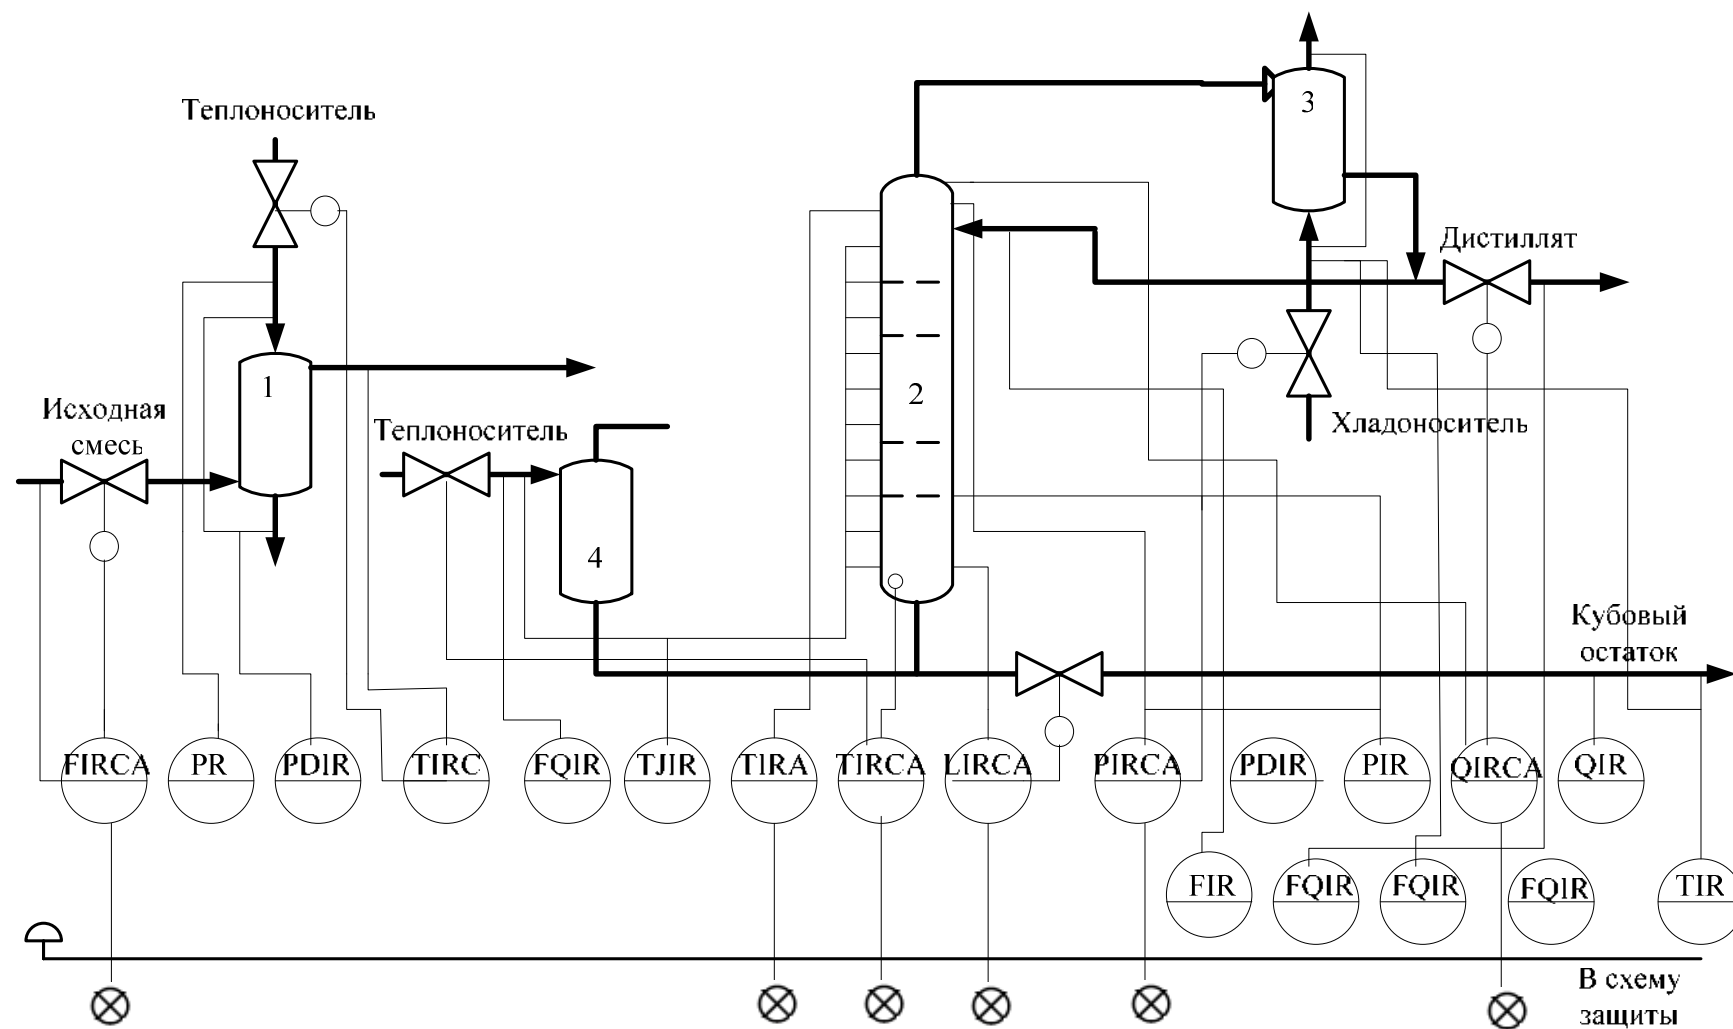 3
Теплоноситель
Дистиллят
1
2
Исходная
смесь
Теплоноситель
Хладоноситель
4
Кубовый
остаток
FIRCA
PR
PDIR
TIRC
FQIR
TJIR
TIRA
TIRCA
LIRCA
PIRCA
PDIR
PIR
QIRCA
QIR
FIR
FQIR
FQIR
FQIR
TIR
В схему
защиты